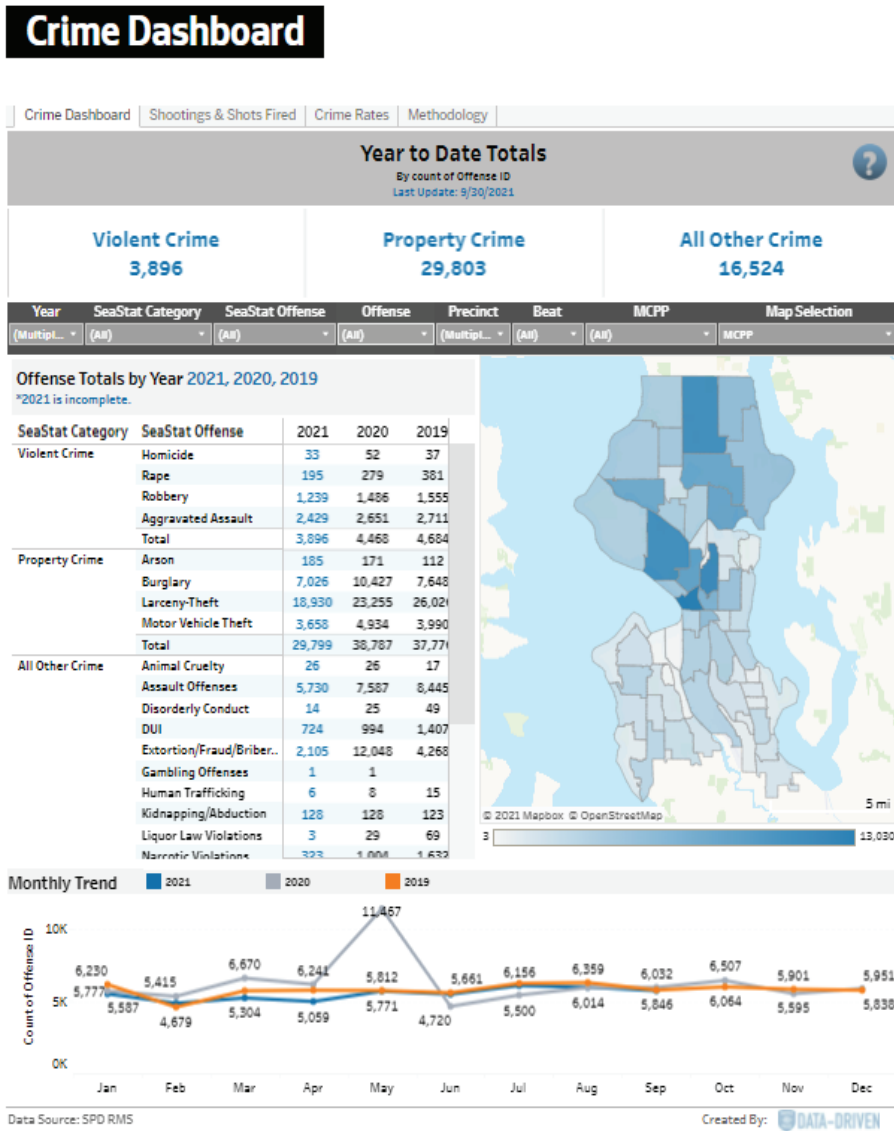 Crime Dashboard
Crime Dashboard Shootings & Shots Fired Crime Rates Methodology
Year to Date Totals
By count of Offense ID
Last Update: 9/30/2021
?
Violent Crime Property Crime All Other Crime
3,896 29,803 16,524
Year SeaStat Category SeaStat Offense Offense Precinct Beat MCPP Map Selection
(Multipl... (All) (All) (All) (Multipl... (All) (All) MCPP
Offense Totals by Year 2021, 2020, 2019
*2021 is incomplete.
SeaStat Category SeaStat Offense 2021 2020 2019
Violent Crime Homicide 33 52 37
Rape 195 279 381
Robbery 1,239 1,486 1,555
Aggravated Assault 2,429 2,651 2,711
Total 3,896 4,468 4,684
Property Crime Arson 185 171 112
Burglary 7,026 10,427 7,648
Larceny-Theft 18,930 23,255
Motor Vehicle Theft 3,658 4,934 3,990
Total 29,799 38,787
All Other Crime Animal Cruelty 26 26 17
Assault Offenses 5,730 7,587 8,445
Disorderly Conduct 14 25 49
DUI 724 994 1,407
Extortion/Fraud/Briber.. 2,105 12,048 4,268
Gambling Offenses 1 1
Human Trafficking 6 8 15
Kidnapping/Abduction 128 128 123
Liquor Law Violations 3 29 69
Narcotic Violations 323 1,004 1,632
5 mi
© 2021 Mapbox © OpenStreetMap
3 13,030
Monthly Trend 2021 2020 2019
Count of Offense ID
10K
5K
0K
11,467
6,230 5,415 6,670 6,241 5,812 5,661 6,156 6,359 6,032 6,507 5,901 5,951
5,777 5,587 4,679 5,304 5,059 5,771 4,720 5,500 6,014 5,846 6,064 5,595 5,838
Jan Feb Mar Apr May Jun Jul Aug Sep Oct Nov Dec
Data Source: SPD RMS Created By: DATA-DRIVEN